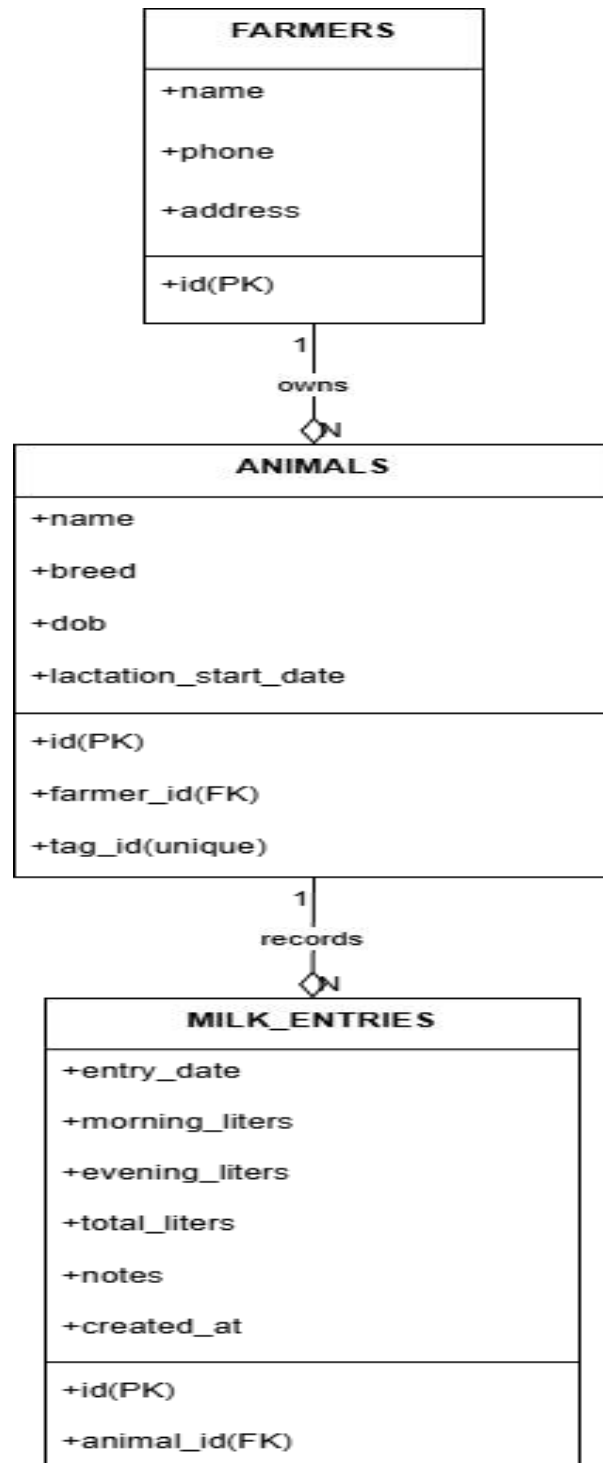 FARMERS
+name
+phone
+address
+id(PK)
1
owns
N
ANIMALS
+name
+breed
+dob
+lactation_start_date
+id(PK)
+farmer_id(FK)
+tag_id(unique)
1
records
N
MILK_ENTRIES
+entry_date
+morning_liters
+evening_liters
+total_liters
+notes
+created_at
+id(PK)
+animal_id(FK)